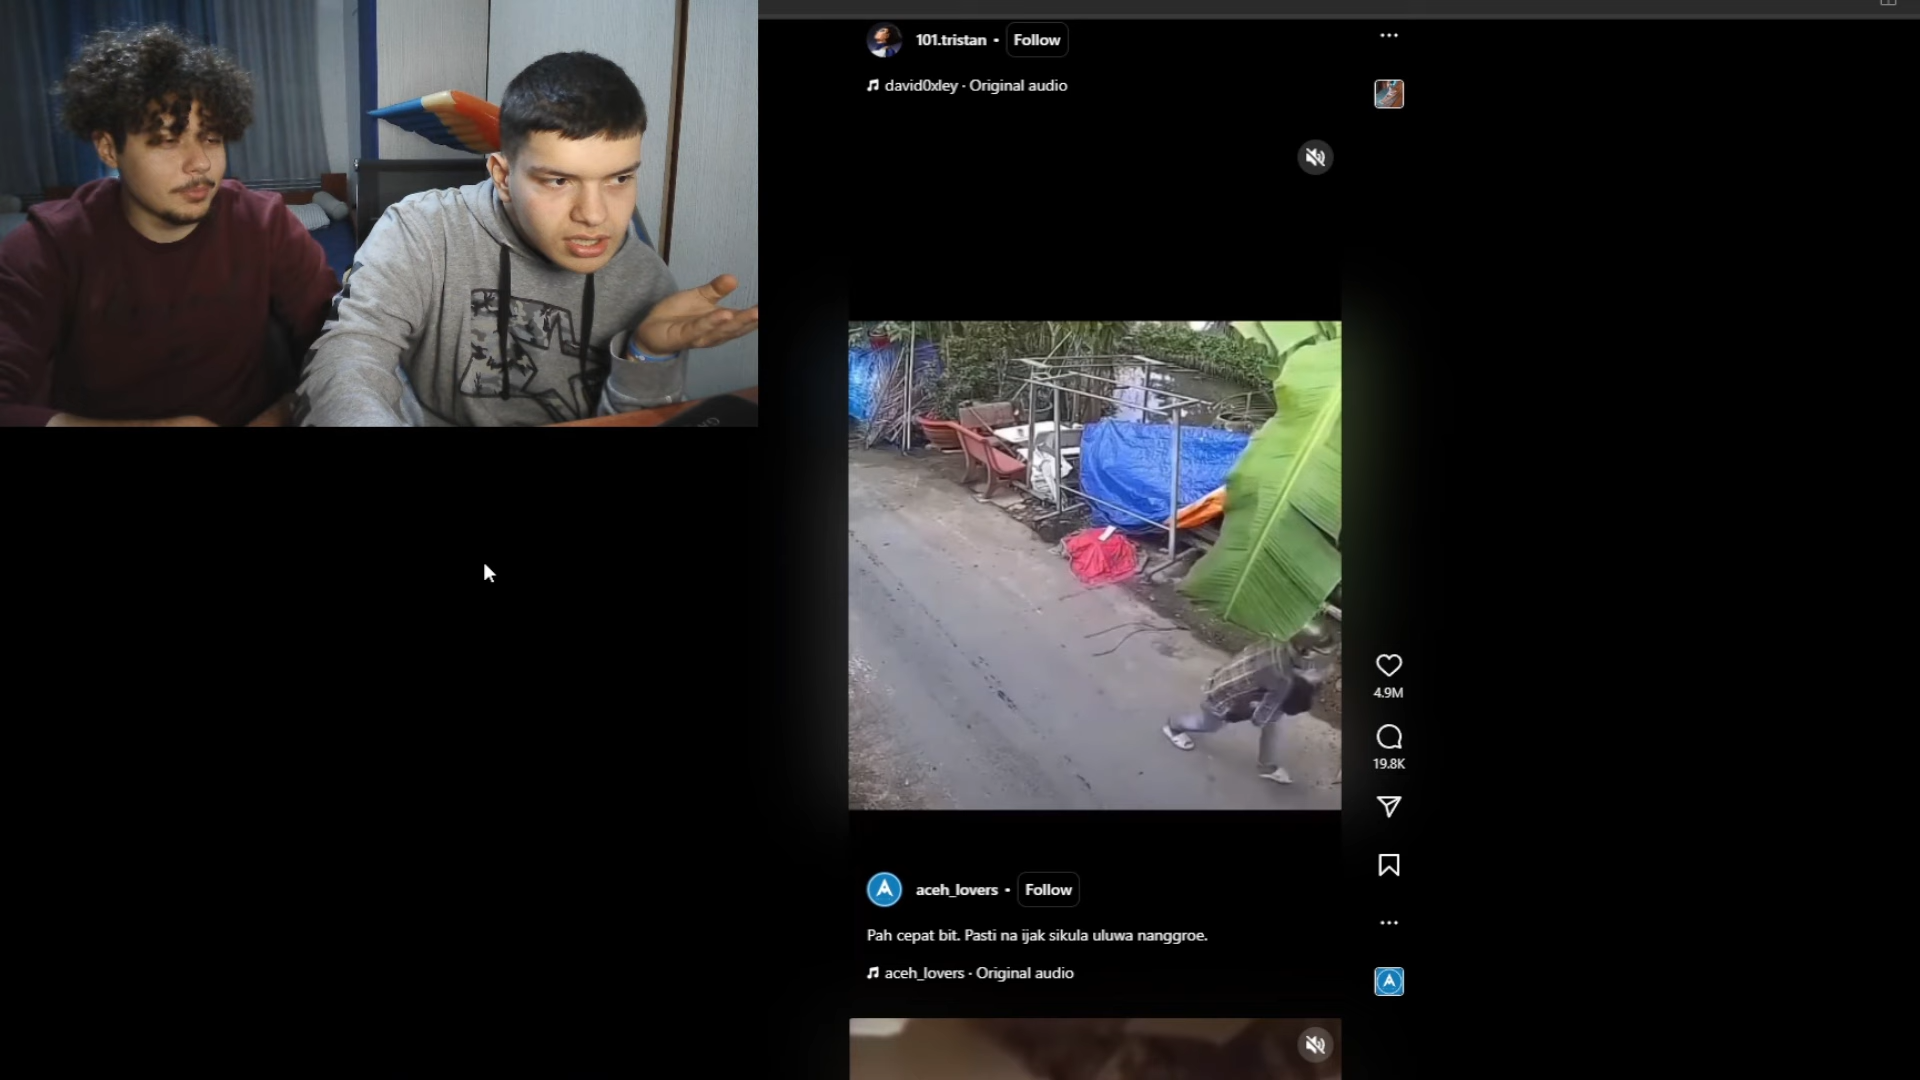 101.tristan • Follow
david0xley · Original audio
4.9M
19.8K
aceh_lovers • Follow
Pah cepat bit. Pasti na ijak sikula uluwa nanggroe.
aceh_lovers · Original audio